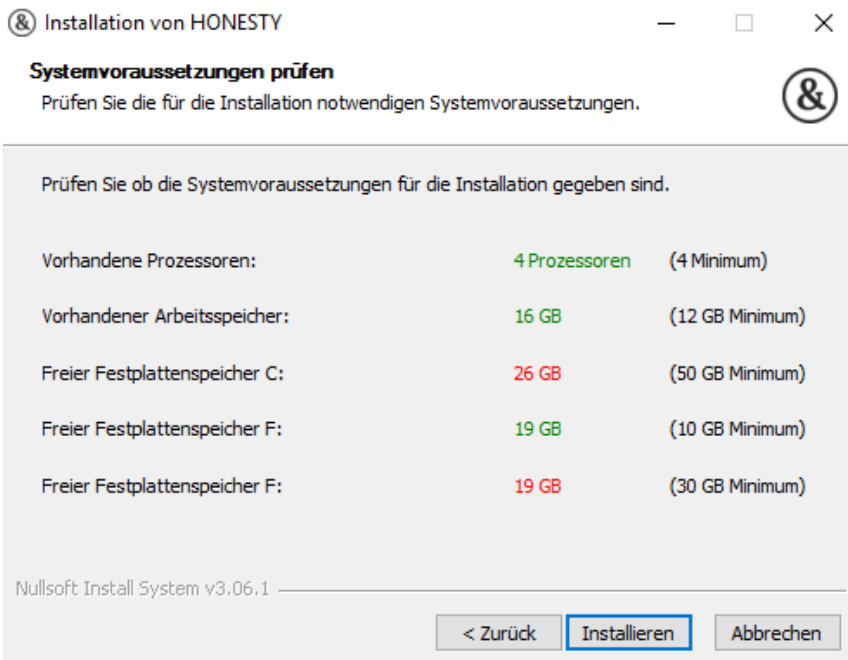 & Installation von HONESTY
Systemvoraussetzungen prüfen
Prüfen Sie die für die Installation notwendigen Systemvoraussetzungen.
&
Prüfen Sie ob die Systemvoraussetzungen für die Installation gegeben sind.
Vorhandene Prozessoren: 4 Prozessoren (4 Minimum)
Vorhandener Arbeitsspeicher: 16 GB (12 GB Minimum)
Freier Festplattenspeicher C: 26 GB (50 GB Minimum)
Freier Festplattenspeicher F: 19 GB (10 GB Minimum)
Freier Festplattenspeicher F: 19 GB (30 GB Minimum)
Nullsoft Install System v3.06.1
< Zurück Installieren Abbrechen